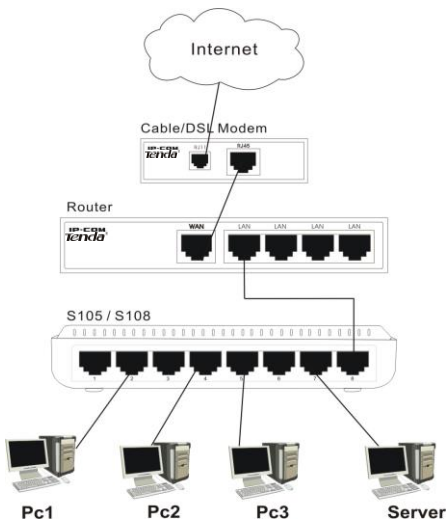 Internet
Cable/DSL Modem
IP-COM
Tenda
RJ11 RJ45
Router
IP-COM
Tenda
WAN LAN LAN LAN LAN
S105 / S108
1 2 3 4 5 6 7 8
Pc1 Pc2 Pc3 Server